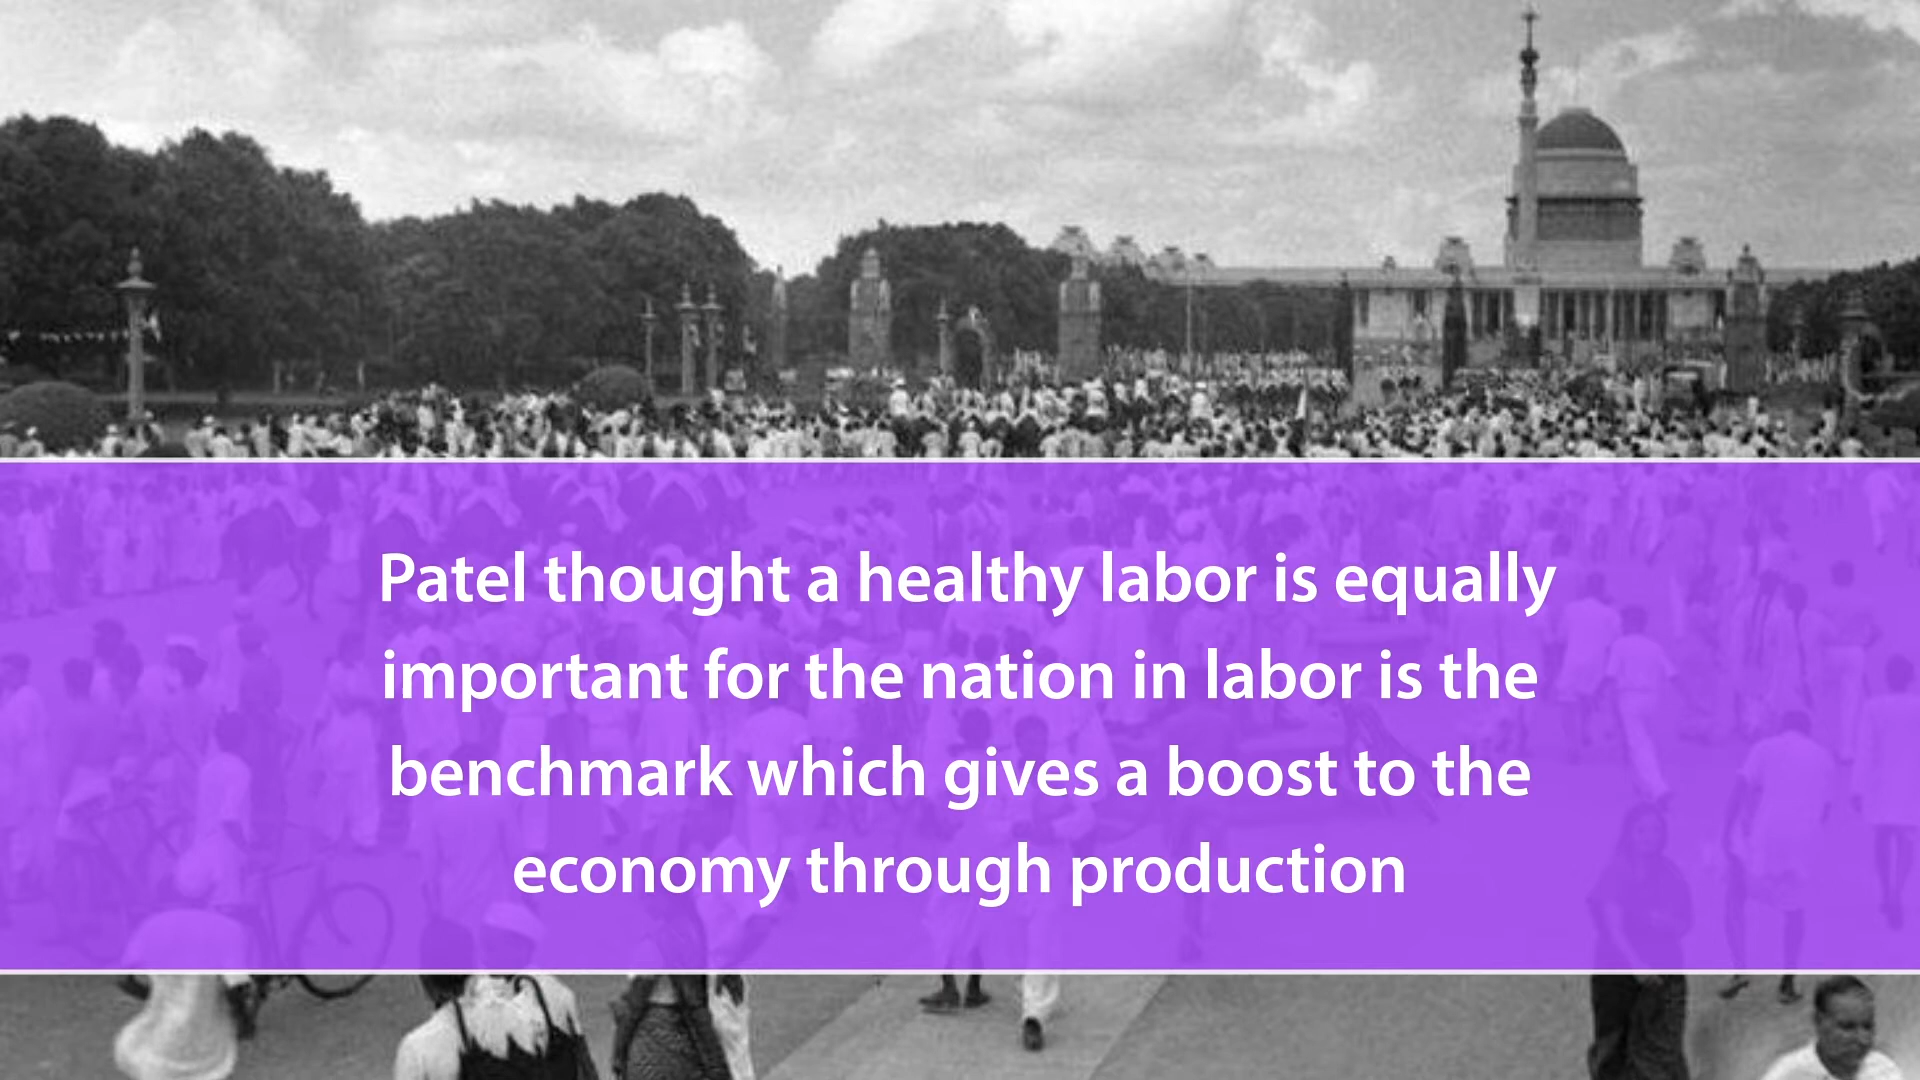 Patel thought a healthy labor is equally
important for the nation in labor is the
benchmark which gives a boost to the
economy through production